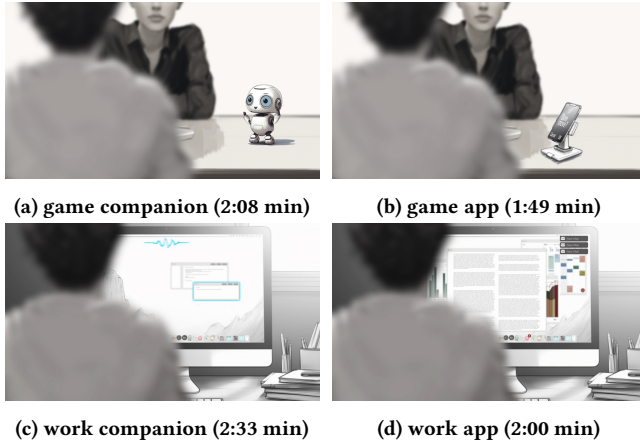 (a) game companion (2:08 min)
(b) game app (1:49 min)
(c) work companion (2:33 min)
(d) work app (2:00 min)